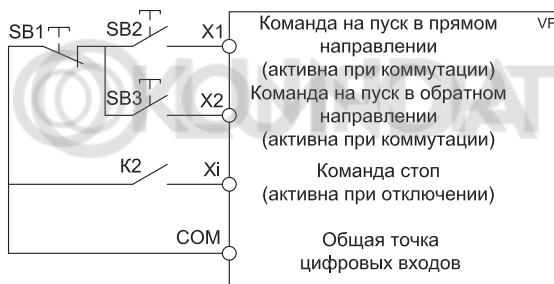 SB1
SB2
X1
Команда на пуск в прямом
направлении
(активна при коммутации)
VF
SB3
X2
Команда на пуск в обратном
направлении
(активна при коммутации)
К2
Xi
Команда стоп
(активна при отключении)
COM
Общая точка
цифровых входов